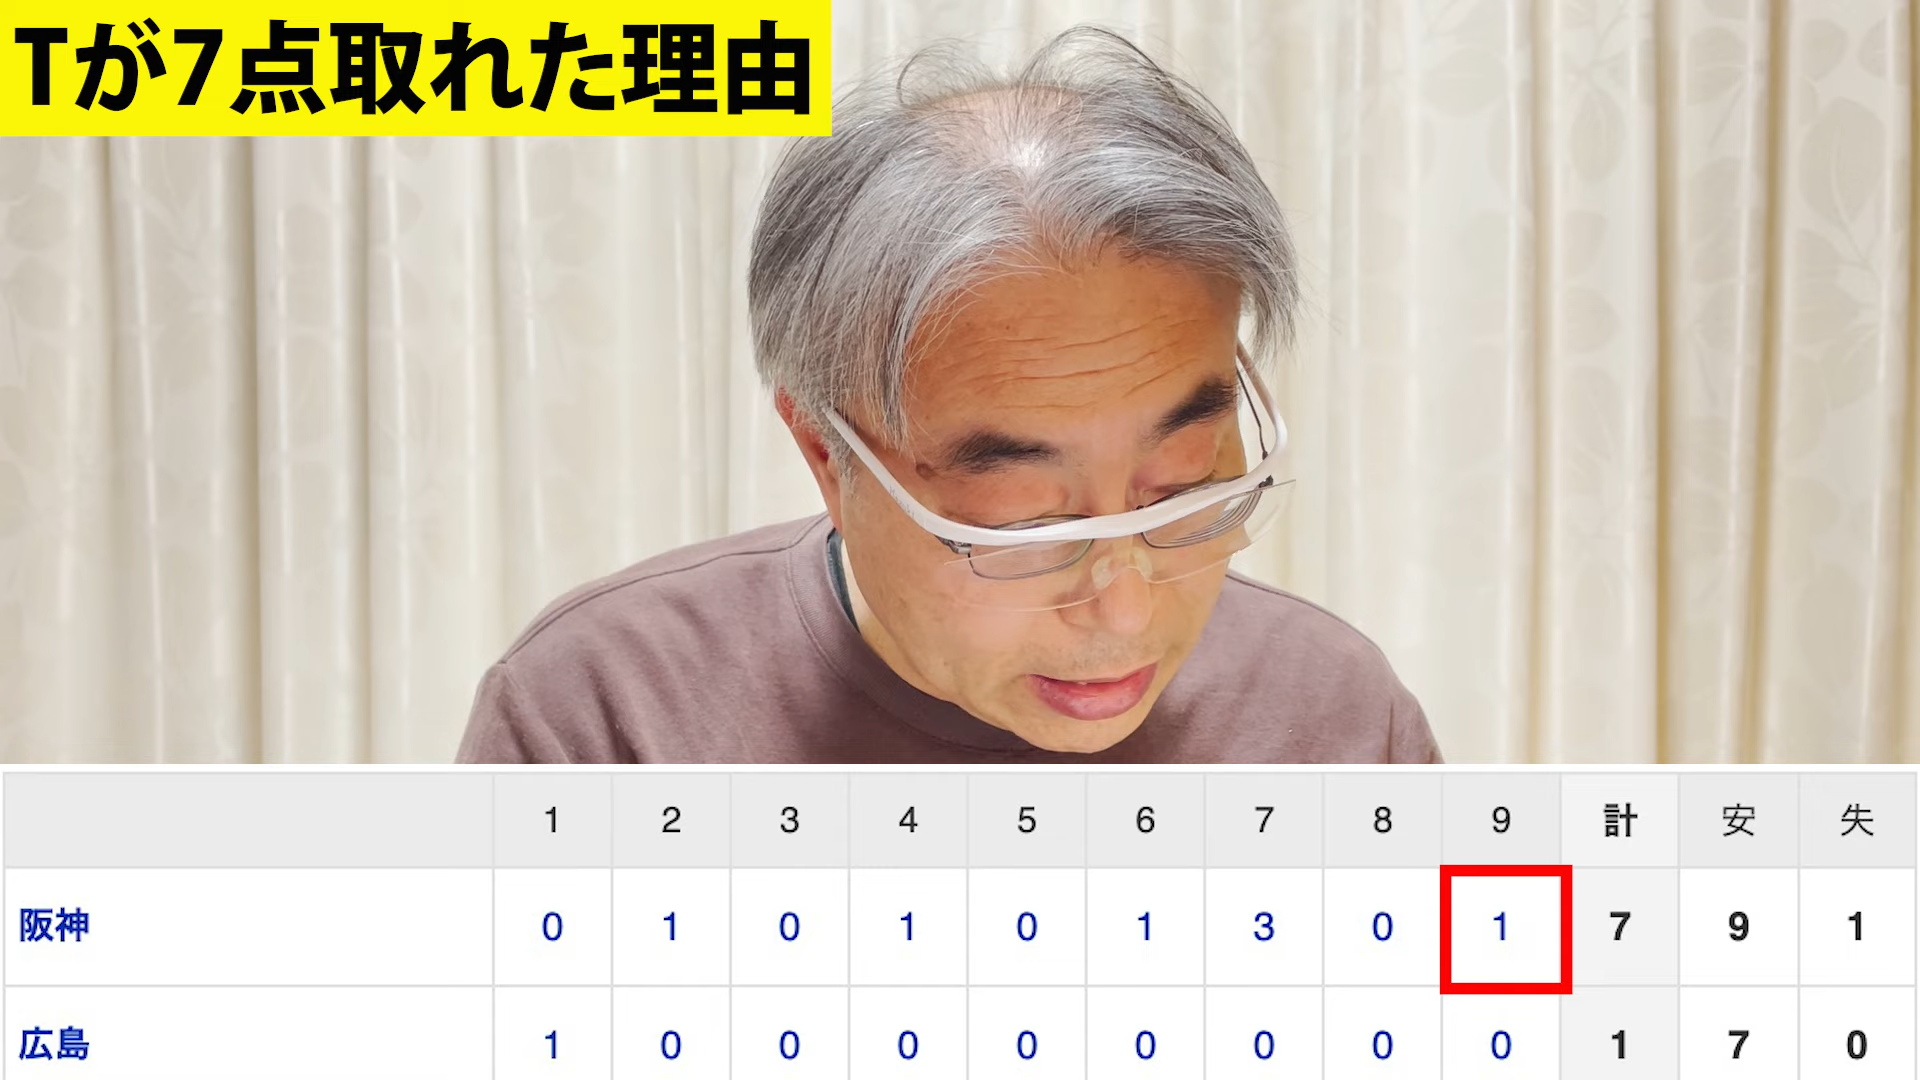 Tが7点取れた理由
1 2 3 4 5 6 7 8 9 計 安 失
阪神 0 1 0 1 0 1 3 0 1 7 9 1
広島 1 0 0 0 0 0 0 0 0 1 7 0